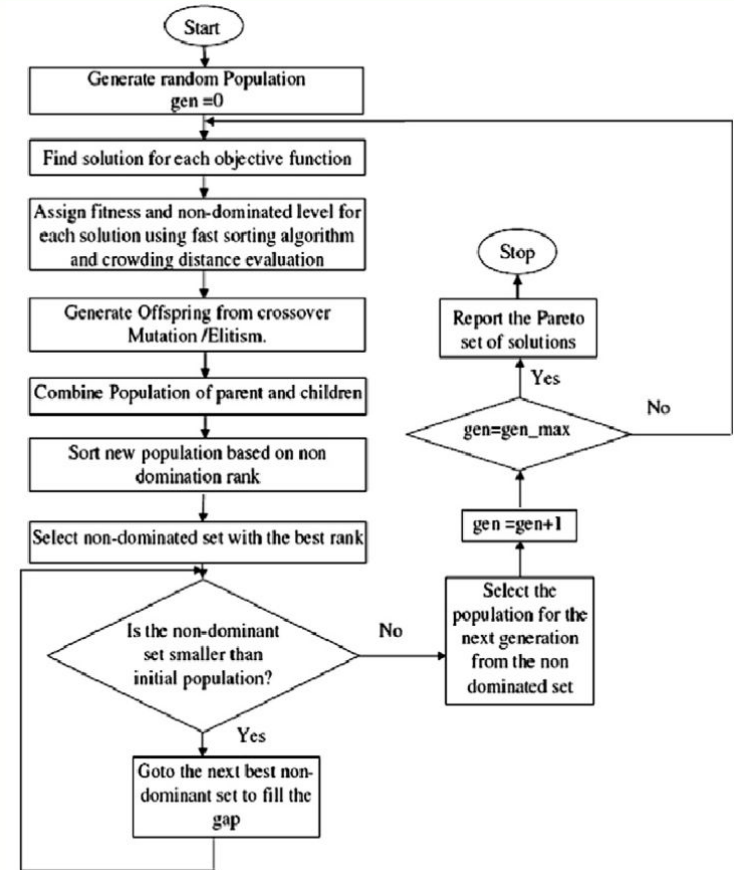 Start
Generate random Population
gen =0
Find solution for each objective function
Assign fitness and non-dominated level for
each solution using fast sorting algorithm
and crowding distance evaluation
Generate Offspring from crossover
Mutation /Elitism.
Combine Population of parent and children
Sort new population based on non
domination rank
Select non-dominated set with the best rank
Is the non-dominant
set smaller than
initial population?
Yes
Goto the next best non-
dominant set to fill the
gap
No
Select the
population for the
next generation
from the non
dominated set
gen =gen+1
gen=gen_max
No
Yes
Report the Pareto
set of solutions
Stop